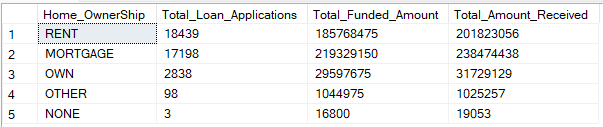 Home_OwnerShip Total_Loan_Applications Total_Funded_Amount Total_Amount_Received
1 RENT 18439 185768475 201823056
2 MORTGAGE 17198 219329150 238474438
3 OWN 2838 29597675 31729129
4 OTHER 98 1044975 1025257
5 NONE 3 16800 19053